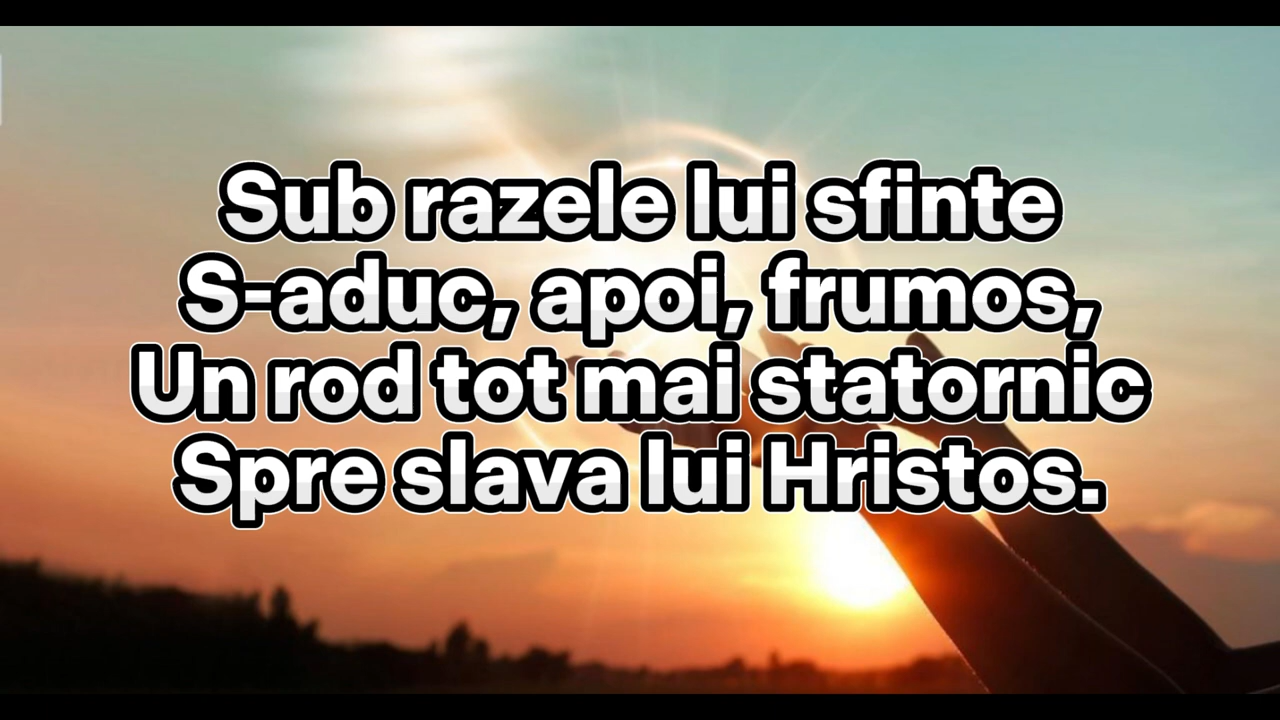 Sub razele lui sfinte
S-aduc, apoi, frumos,
Un rod tot mai statornic
Spre slava lui Hristos.